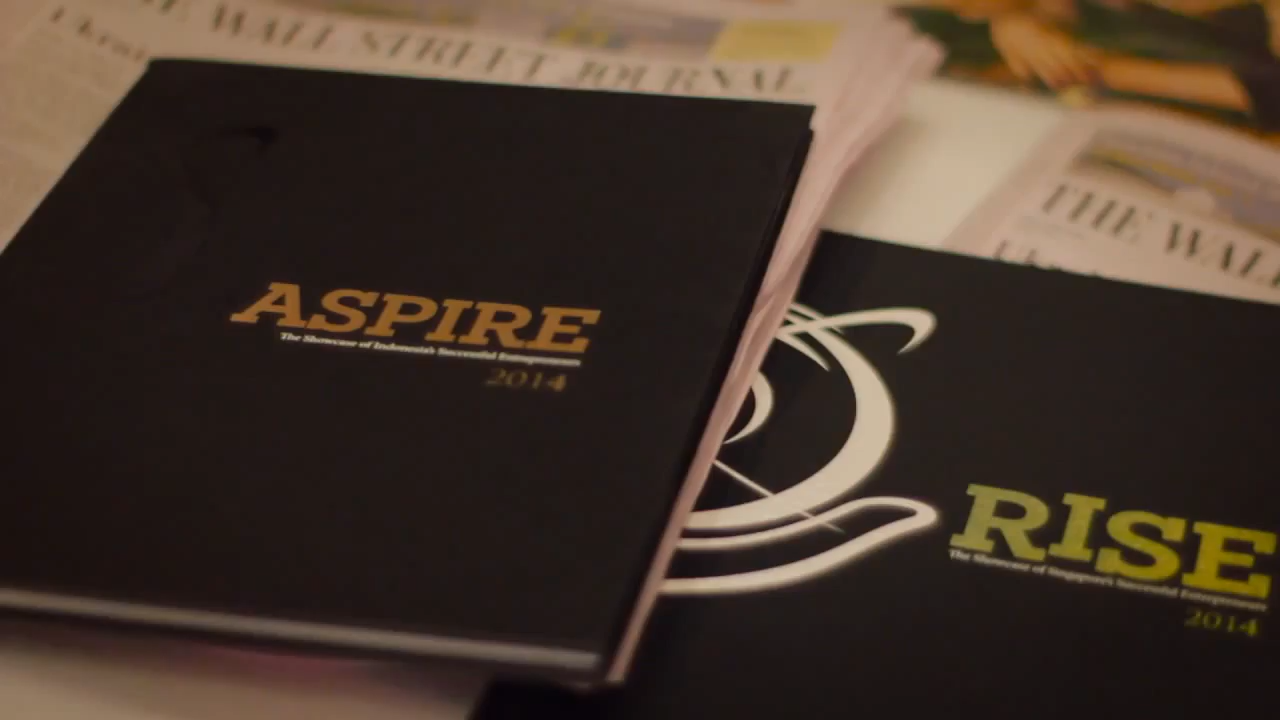 THE WALL STREET JOURNAL
ASPIRE
The Showcase of Indonesia's Successful Entrepreneurs
2014
THE WALL
RISE
The Showcase of Singapore's Successful Entrepreneurs
2014